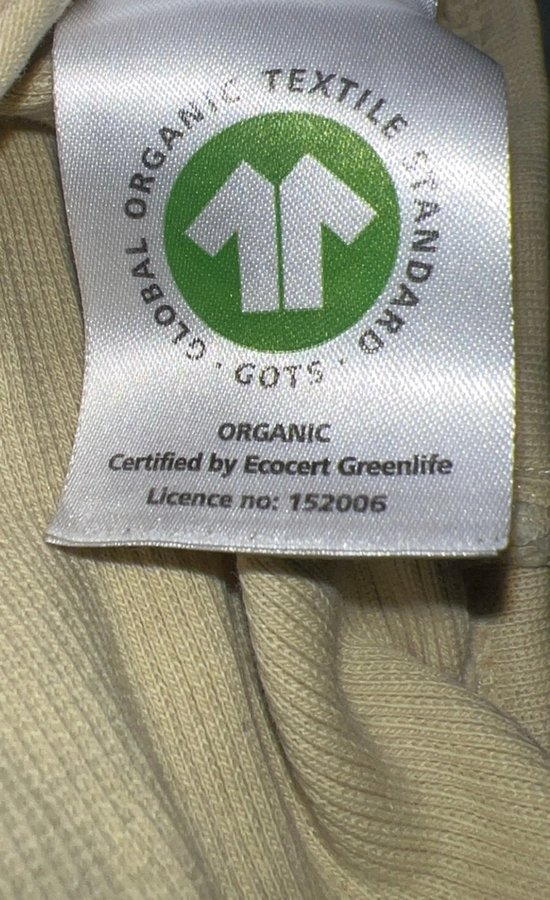 GLOBAL ORGANIC TEXTILE STANDARD
· GOTS ·
ORGANIC
Certified by Ecocert Greenlife
Licence no: 152006